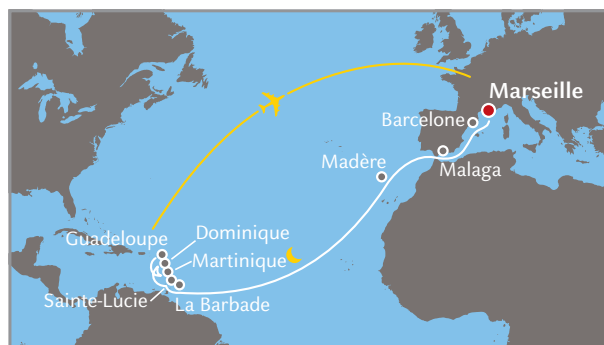 Marseille
Barcelone
Malaga
Madère
Guadeloupe
Dominique
Martinique
Sainte-Lucie
La Barbade